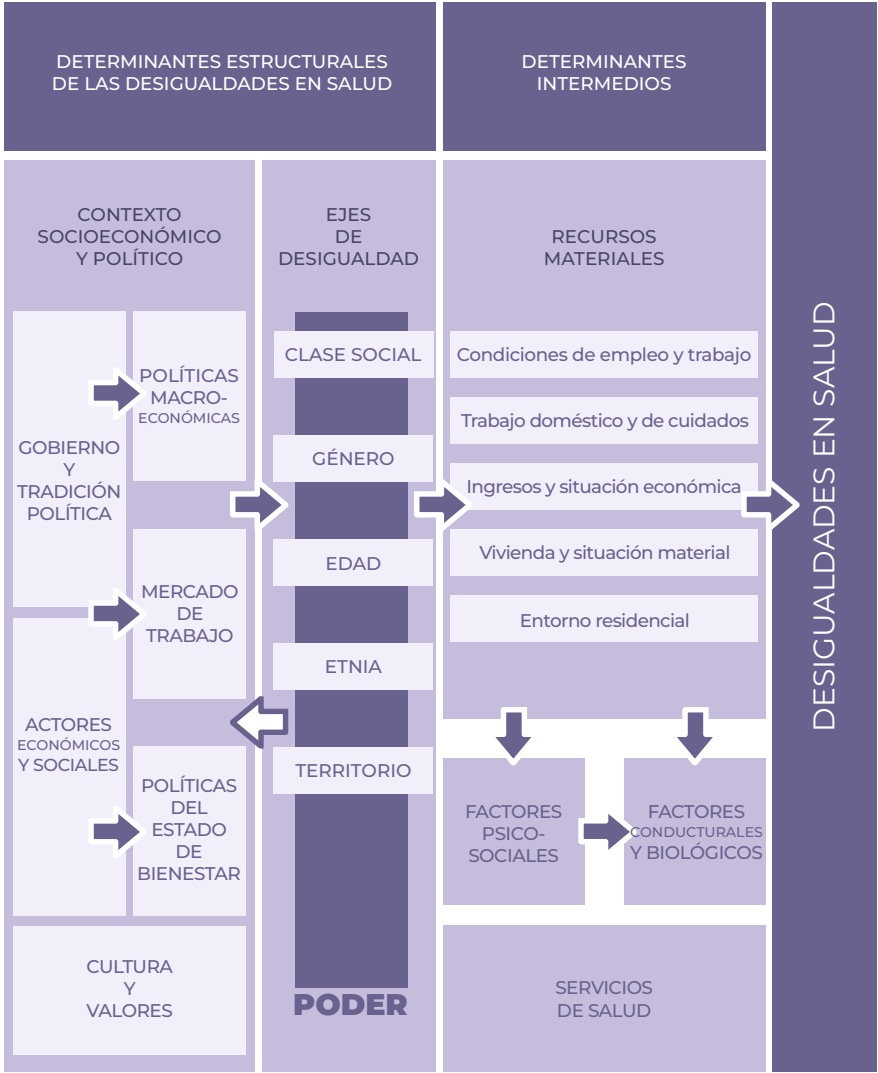 DETERMINANTES ESTRUCTURALES
DE LAS DESIGUALDADES EN SALUD
DETERMINANTES
INTERMEDIOS
CONTEXTO
SOCIOECONÓMICO
Y POLÍTICO
GOBIERNO
Y
TRADICIÓN
POLÍTICA
ACTORES
ECONÓMICOS
Y SOCIALES
POLÍTICAS
MACRO-
ECONÓMICAS
MERCADO
DE
TRABAJO
POLÍTICAS
DEL
ESTADO
DE
BIENESTAR
CULTURA
Y
VALORES
EJES
DE
DESIGUALDAD
CLASE SOCIAL
GÉNERO
EDAD
ETNIA
TERRITORIO
PODER
RECURSOS
MATERIALES
Condiciones de empleo y trabajo
Trabajo doméstico y de cuidados
Ingresos y situación económica
Vivienda y situación material
Entorno residencial
FACTORES
PSICO-
SOCIALES
FACTORES
CONDUCTURALES
Y BIOLÓGICOS
SERVICIOS
DE SALUD
DESIGUALDADES EN SALUD